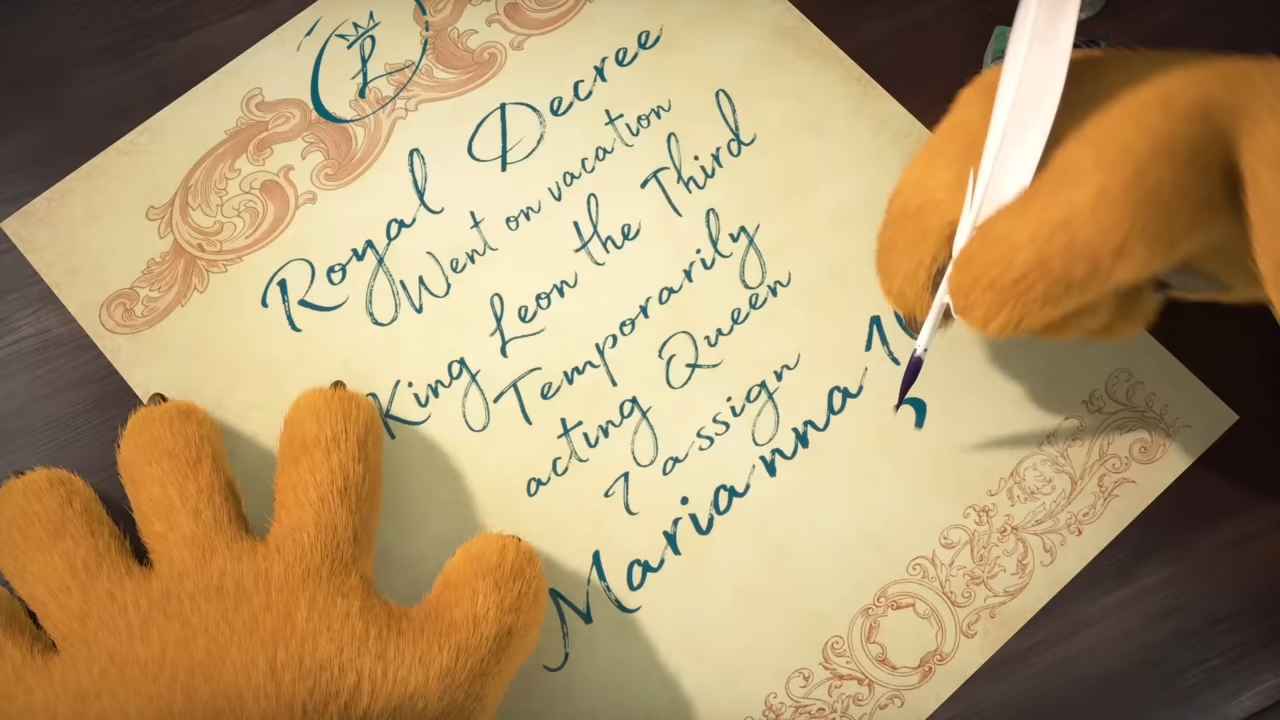 L
Royal Decree
Went on vacation
King Leon the Third
Temporarily
acting Queen
I assign
Marianna